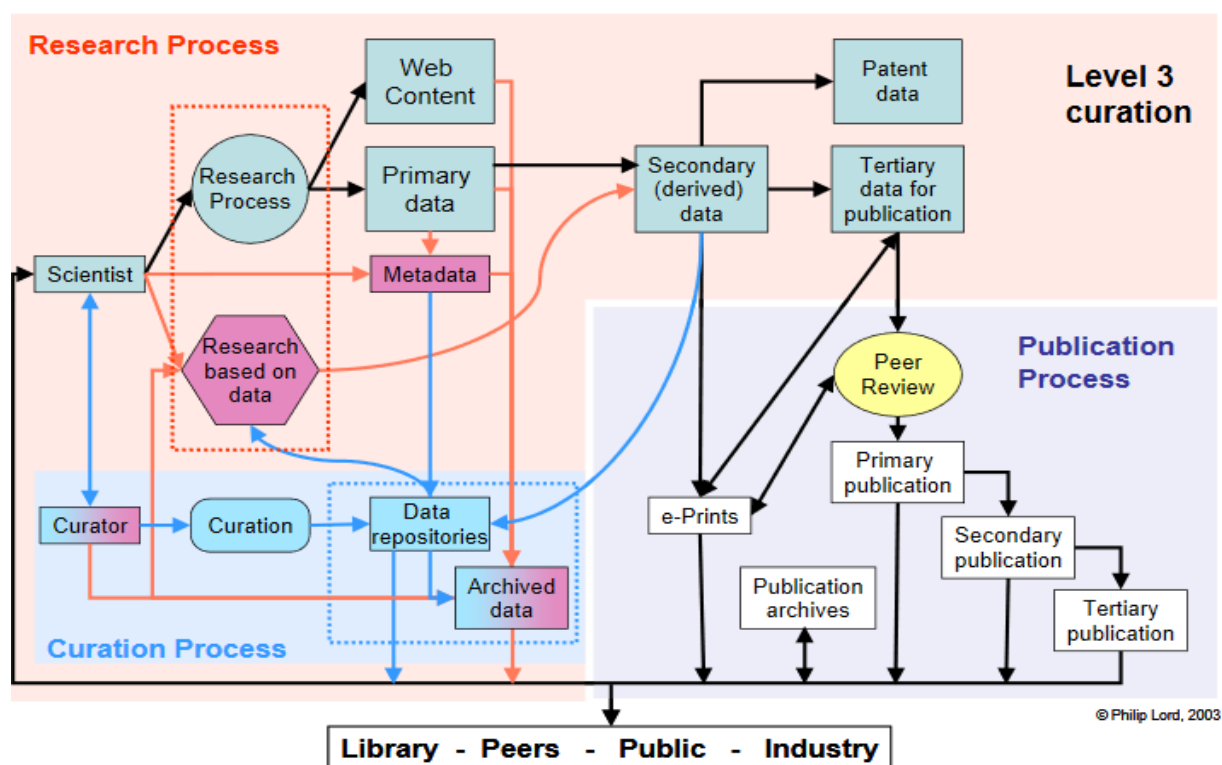 Research Process
Web
Content
Patent
data
Level 3
curation
Research
Process
Primary
data
Secondary
(derived)
data
Tertiary
data for
publication
Scientist
Metadata
Research
based on
data
Peer
Review
Publication
Process
Primary
publication
Curator
Curation
Data
repositories
e-Prints
Secondary
publication
Archived
data
Publication
archives
Tertiary
publication
Curation Process
© Philip Lord, 2003
Library - Peers - Public - Industry